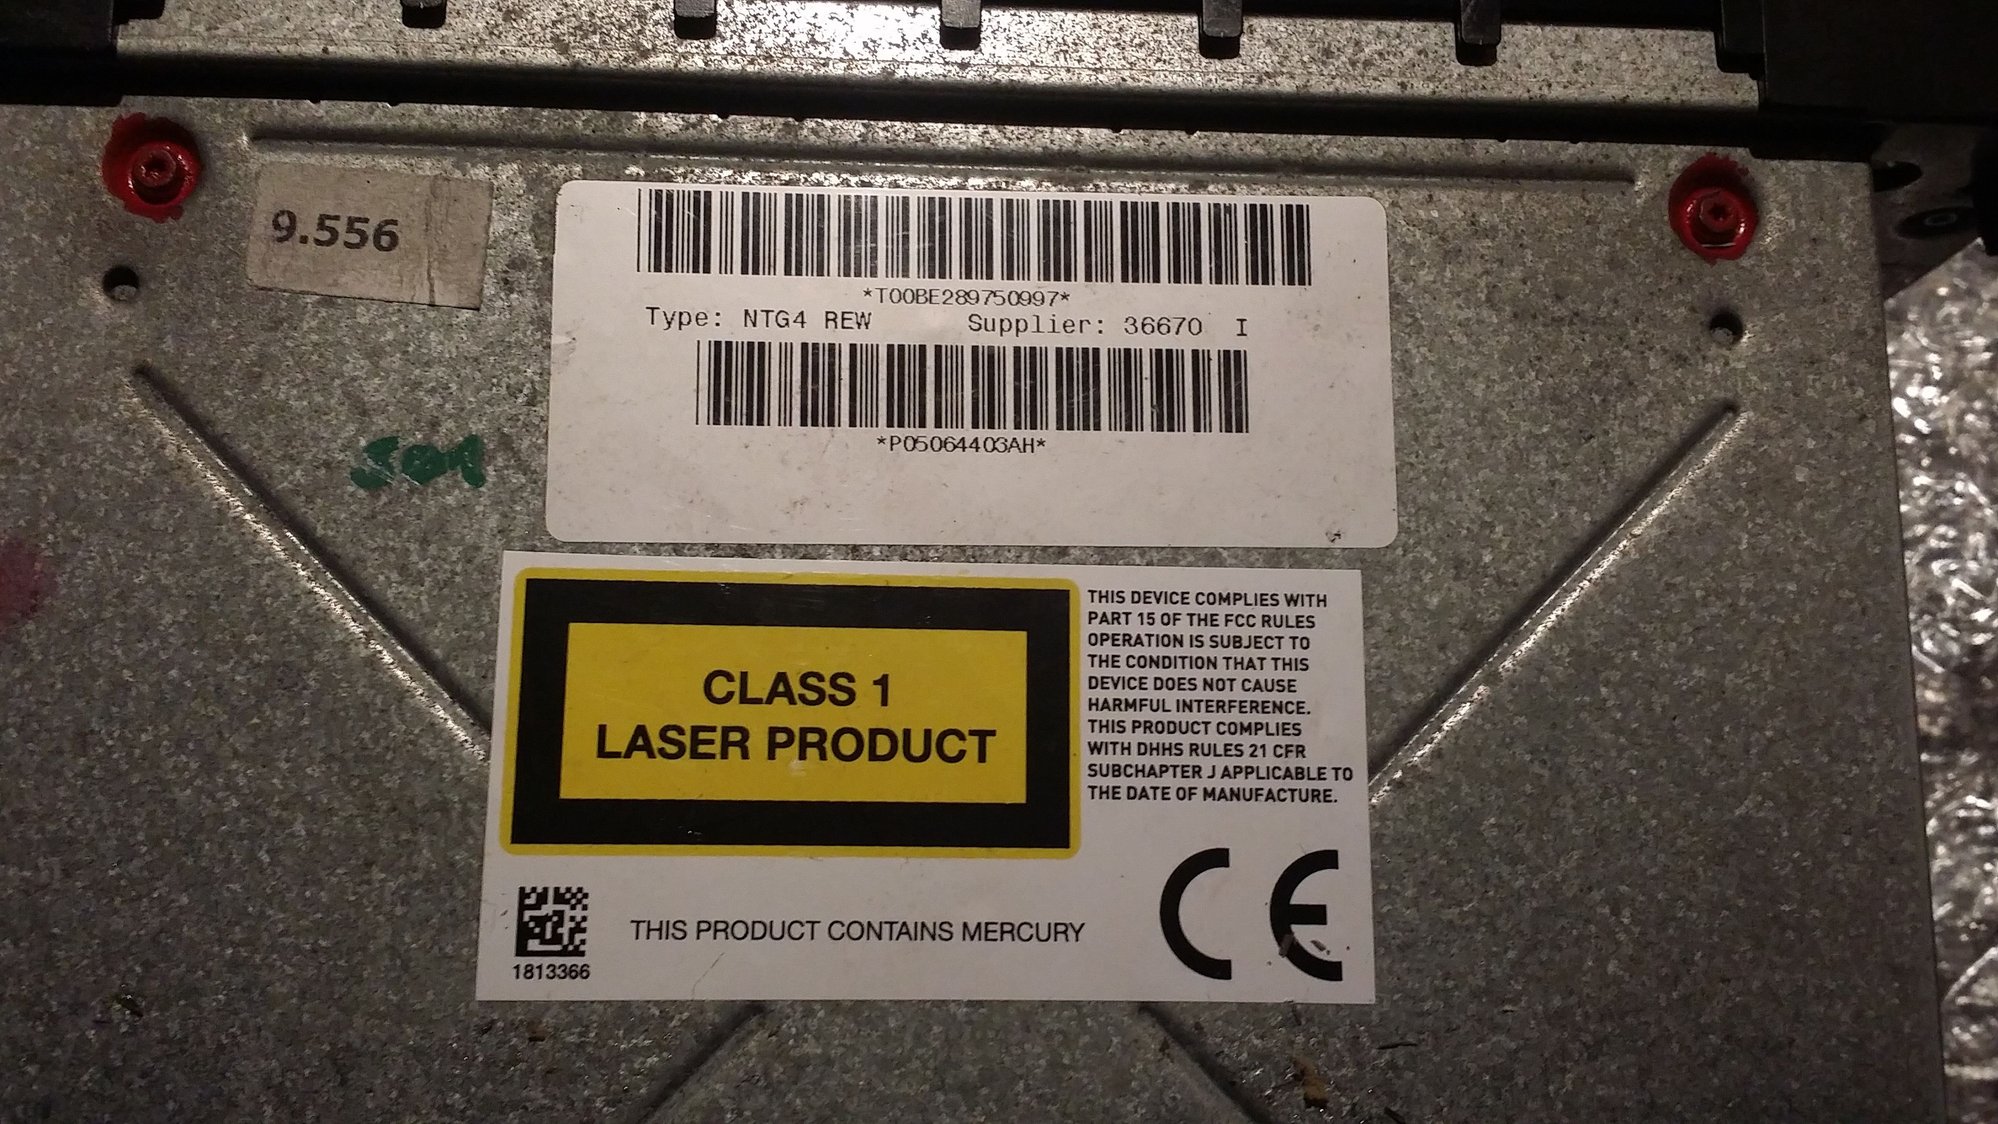 9.556
*T00BE289750997*
Type: NTG4 REW Supplier: 36670 I
*P05064403AH*
CLASS 1
LASER PRODUCT
THIS DEVICE COMPLIES WITH
PART 15 OF THE FCC RULES
OPERATION IS SUBJECT TO
THE CONDITION THAT THIS
DEVICE DOES NOT CAUSE
HARMFUL INTERFERENCE.
THIS PRODUCT COMPLIES
WITH DHHS RULES 21 CFR
SUBCHAPTER J APPLICABLE TO
THE DATE OF MANUFACTURE.
1813366
THIS PRODUCT CONTAINS MERCURY
CE